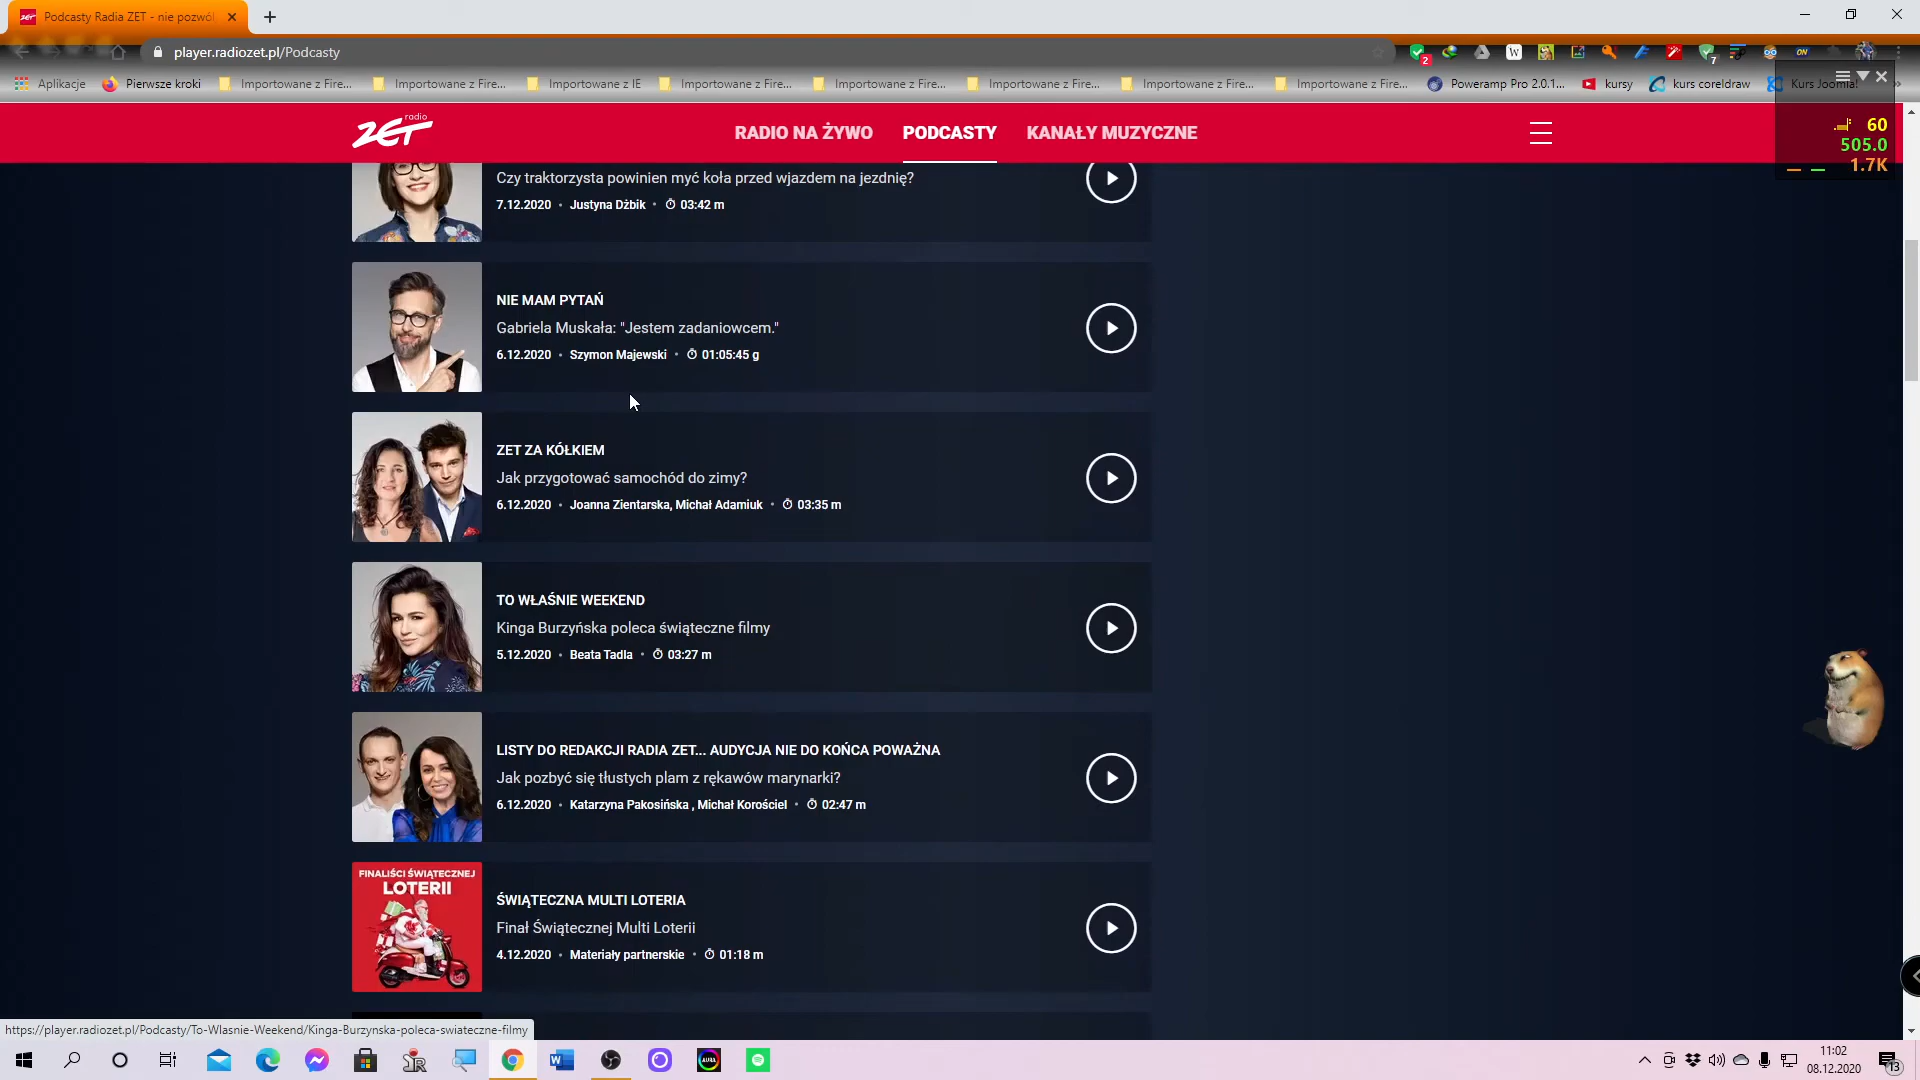 Podcasty Radia ZET - nie pozwól
player.radiozet.pl/Podcasty
2
W
7
ON
Aplikacje
Pierwsze kroki
Importowane z Fire...
Importowane z Fire...
Importowane z IE
Importowane z Fire...
Importowane z Fire...
Importowane z Fire...
Importowane z Fire...
Importowane z Fire...
Poweramp Pro 2.0.1...
kursy
kurs coreldraw
Kurs Joomla!
60
505.0
1.7K
radio
ZET
RADIO NA ŻYWO
PODCASTY
KANAŁY MUZYCZNE
Czy traktorzysta powinien myć koła przed wjazdem na jezdnię?
7.12.2020 • Justyna Dżbik • 03:42 m
NIE MAM PYTAŃ
Gabriela Muskała: "Jestem zadaniowcem."
6.12.2020 • Szymon Majewski • 01:05:45 g
ZET ZA KÓŁKIEM
Jak przygotować samochód do zimy?
6.12.2020 • Joanna Zientarska, Michał Adamiuk • 03:35 m
TO WŁAŚNIE WEEKEND
Kinga Burzyńska poleca świąteczne filmy
5.12.2020 • Beata Tadla • 03:27 m
LISTY DO REDAKCJI RADIA ZET... AUDYCJA NIE DO KOŃCA POWAŻNA
Jak pozbyć się tłustych plam z rękawów marynarki?
6.12.2020 • Katarzyna Pakosińska , Michał Korościel • 02:47 m
FINALIŚCI ŚWIĄTECZNEJ
LOTERII
ŚWIĄTECZNA MULTI LOTERIA
Finał Świątecznej Multi Loterii
4.12.2020 • Materiały partnerskie • 01:18 m
https://player.radiozet.pl/Podcasty/To-Wlasnie-Weekend/Kinga-Burzynska-poleca-swiateczne-filmy
AURA
11:02
08.12.2020
13